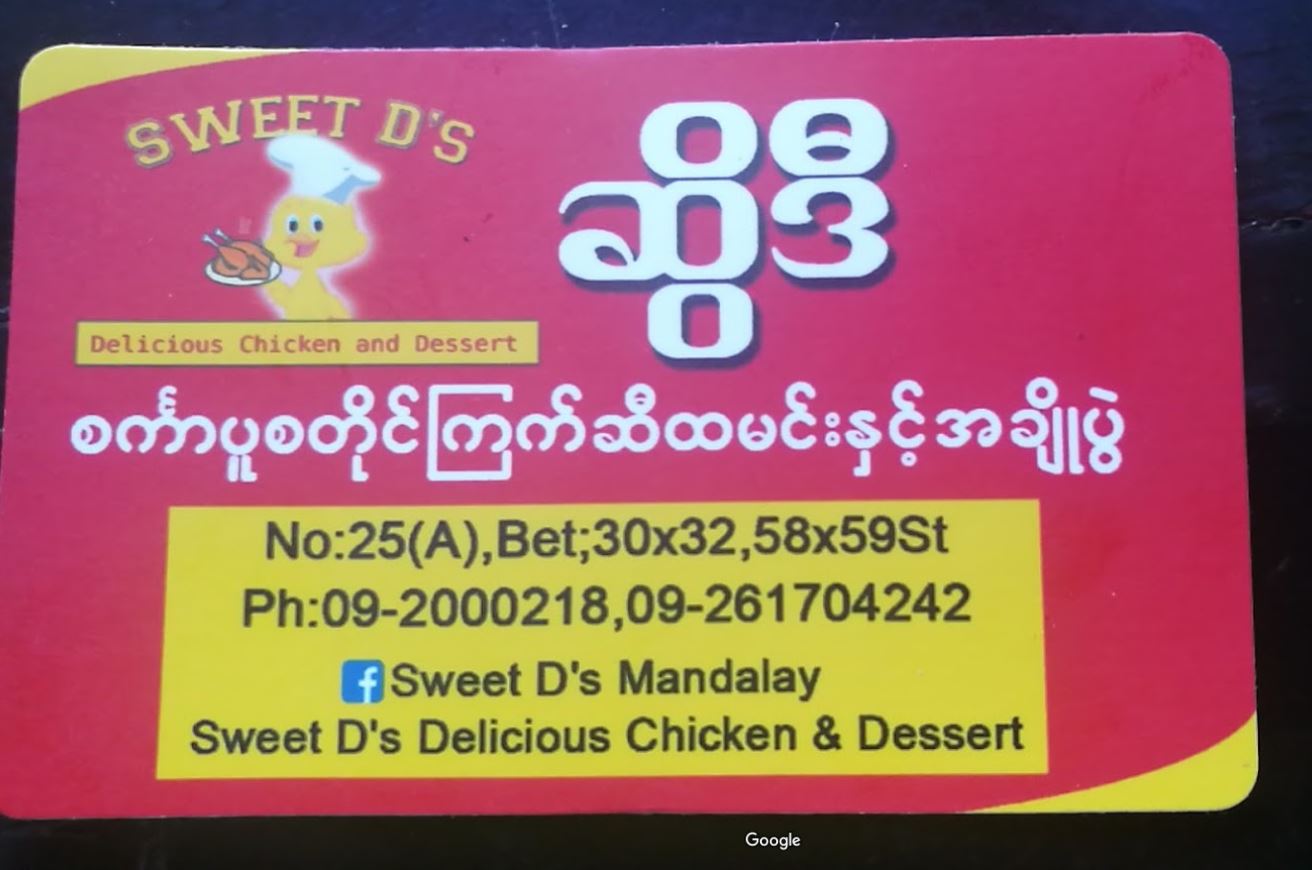 SWEET D'S
ဆွိဒီ
Delicious Chicken and Dessert
စင်္ကာပူစတိုင်ကြက်ဆီထမင်းနှင့်အချိုပွဲ
No:25(A),Bet;30x32,58x59St
Ph:09-2000218,09-261704242
Sweet D's Mandalay
Sweet D's Delicious Chicken & Dessert
Google